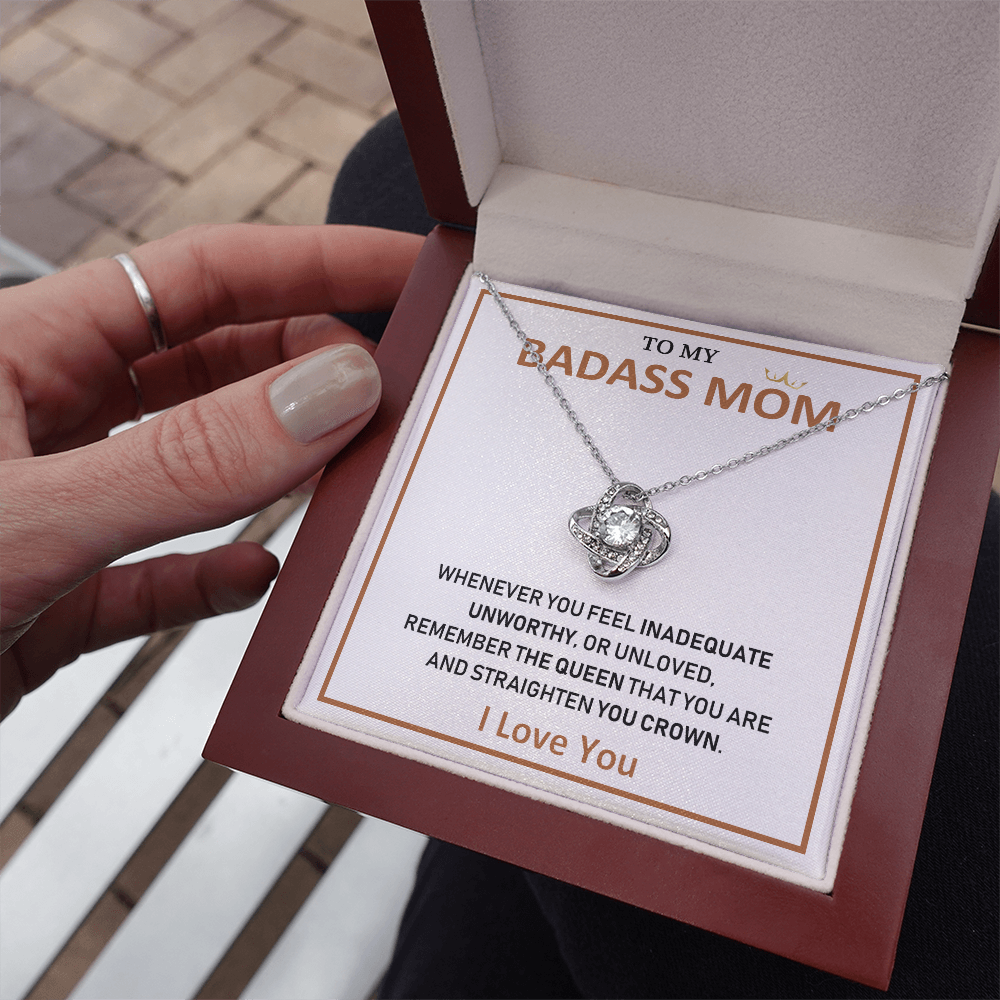 TO MY
BADASS MOM
WHENEVER YOU FEEL INADEQUATE
UNWORTHY, OR UNLOVED,
REMEMBER THE QUEEN THAT YOU ARE
AND STRAIGHTEN YOU CROWN.
I Love You